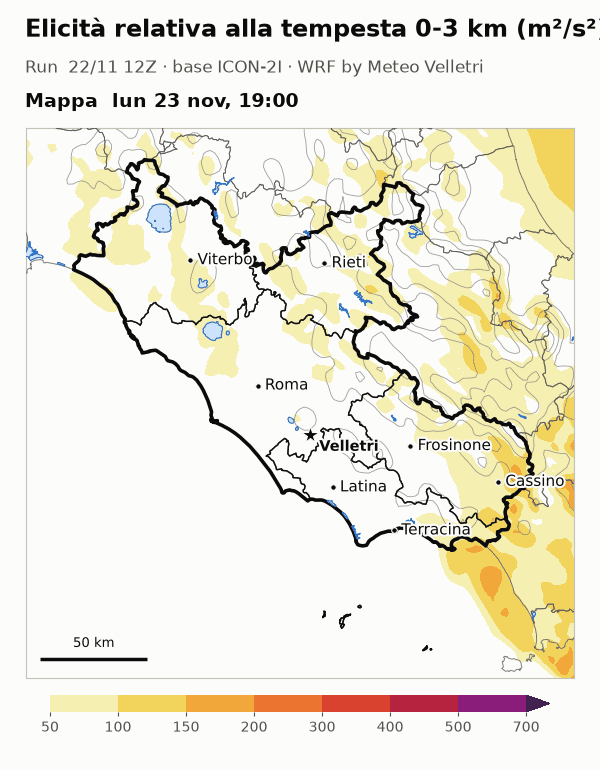 Elicità relativa alla tempesta 0-3 km (m²/s²)
Run  22/11 12Z · base ICON-2I · WRF by Meteo Velletri
Mappa  lun 23 nov, 19:00
Viterbo
Rieti
Roma
Velletri
Frosinone
Cassino
Latina
Terracina
50 km
50 100 150 200 300 400 500 700